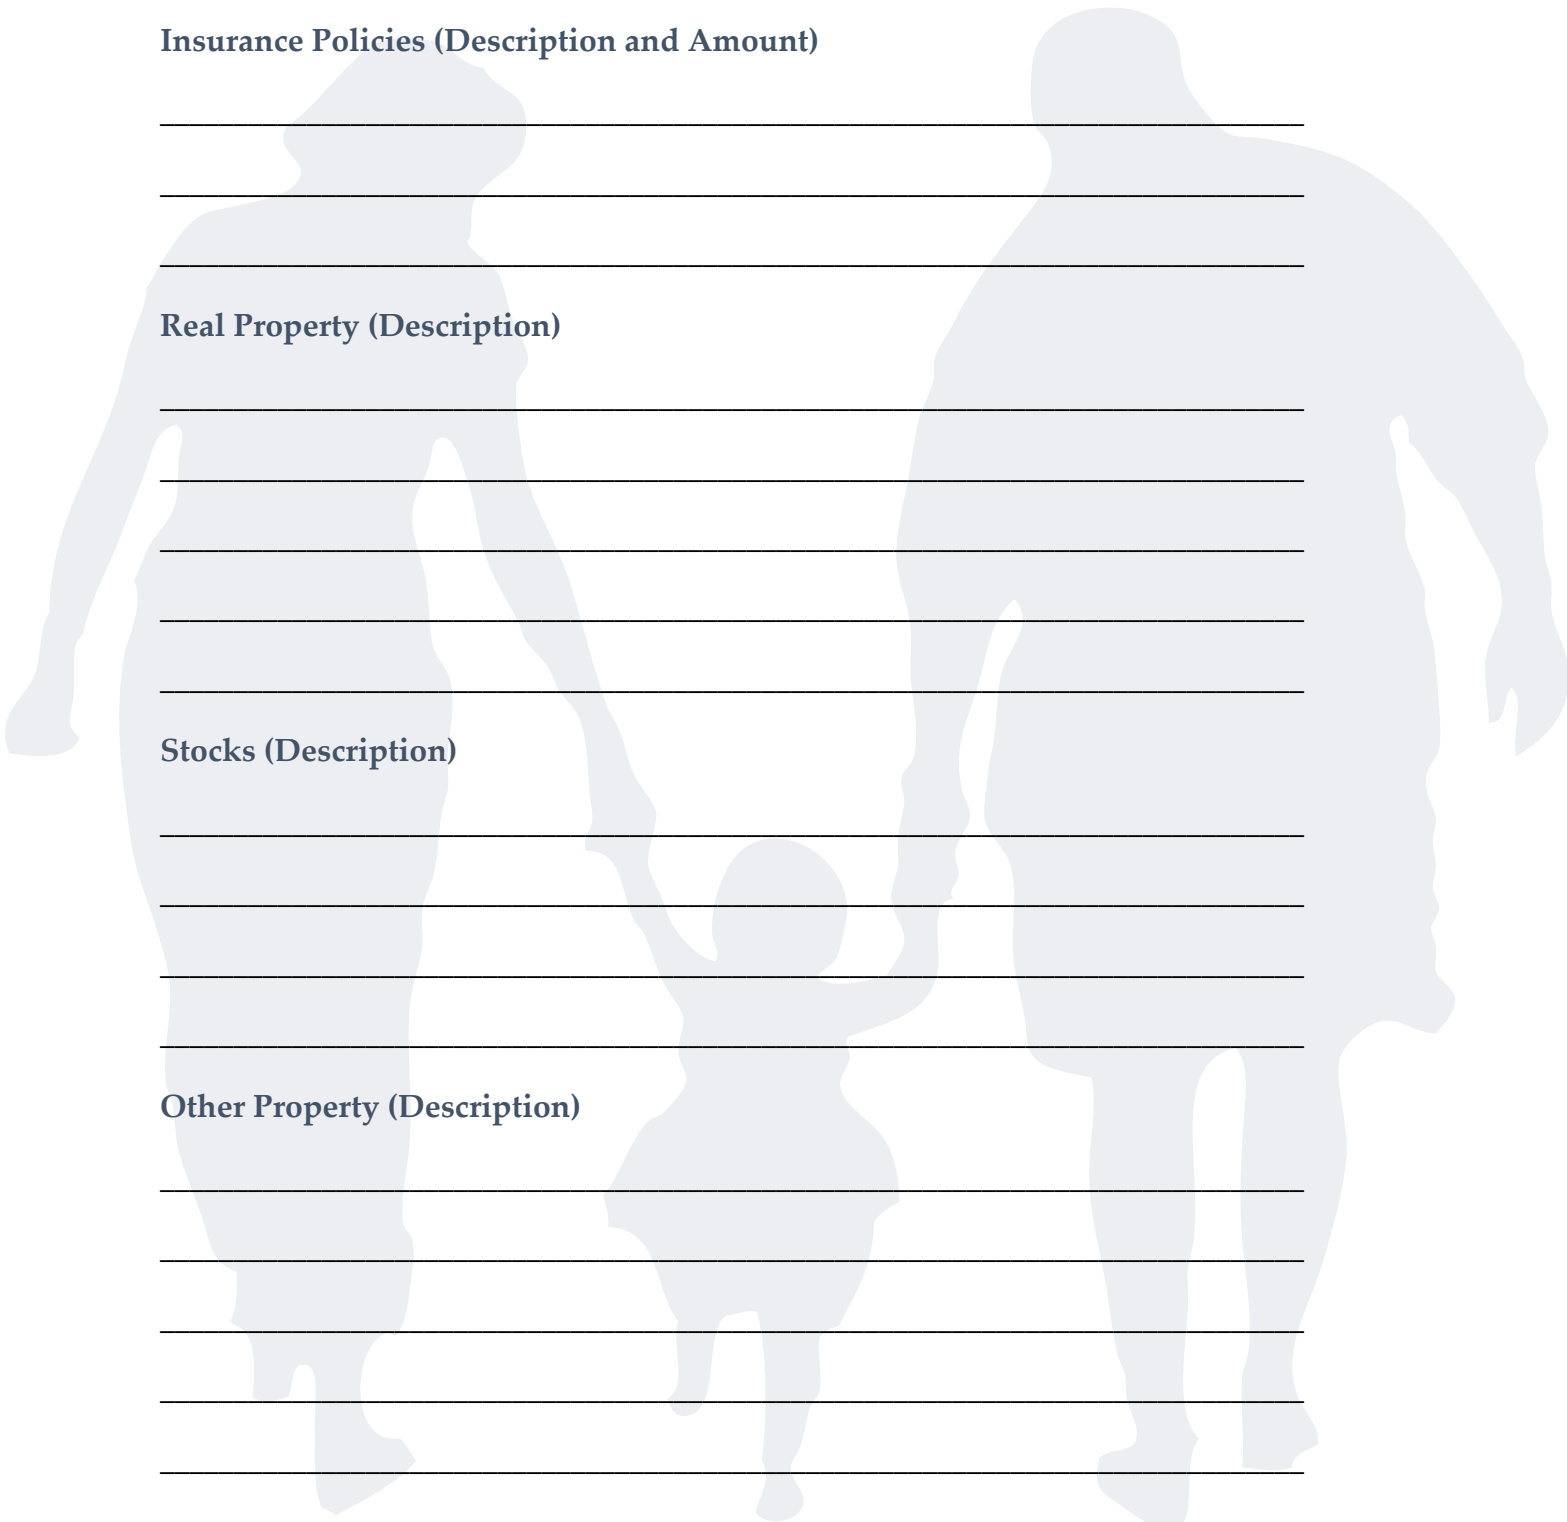 Insurance Policies (Description and Amount)
Real Property (Description)
Stocks (Description)
Other Property (Description)